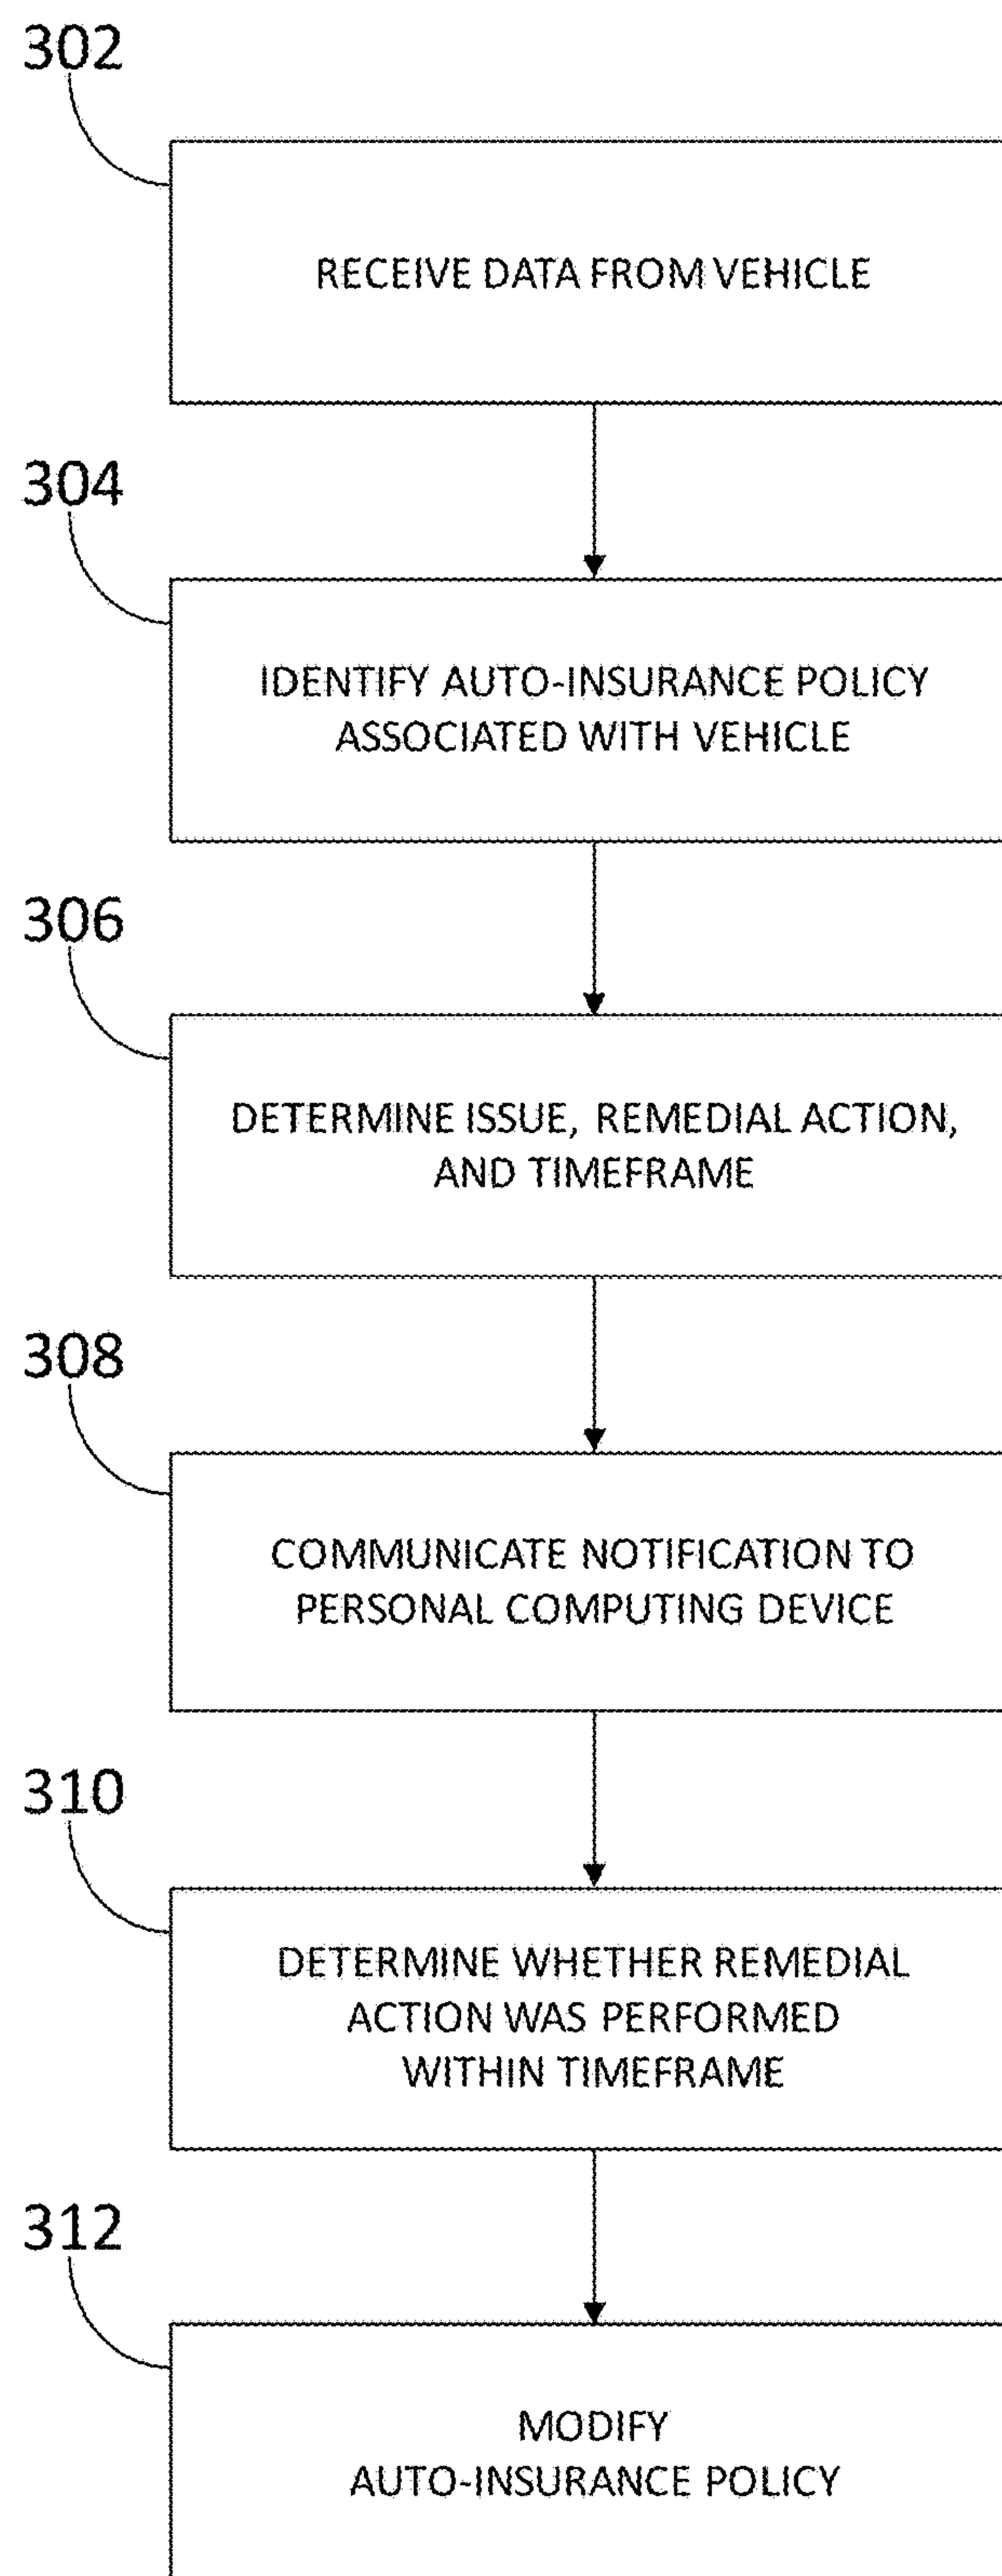 302
RECEIVE DATA FROM VEHICLE
304
IDENTIFY AUTO-INSURANCE POLICY
ASSOCIATED WITH VEHICLE
306
DETERMINE ISSUE, REMEDIAL ACTION,
AND TIMEFRAME
308
COMMUNICATE NOTIFICATION TO
PERSONAL COMPUTING DEVICE
310
DETERMINE WHETHER REMEDIAL
ACTION WAS PERFORMED
WITHIN TIMEFRAME
312
MODIFY
AUTO-INSURANCE POLICY